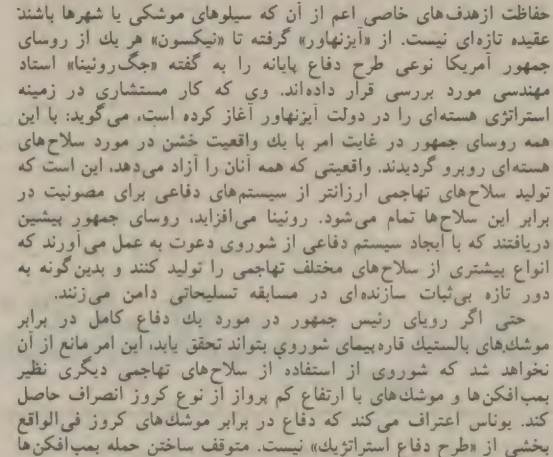 حفاظت ازهدف‌های خاصی اعم از آن که سیلوهای موشکی یا شهرها باشند
عقیده تازه‌ای نیست. از «آیزنهاور» گرفته تا «نیکسون» هر یك از روسای
جمهور آمریکا نوعی طرح دفاع پایانه را به گفته «جگ‌روئینا» استاد
مهندسی مورد بررسی قرار داده‌اند. وی که کار مستشاری در زمینه
استراتژی هسته‌ای را در دولت آیزنهاور آغاز کرده است، می‌گوید: با این
همه روسای جمهور در غایت امر با یك واقعیت خشن در مورد سلاح‌های
هسته‌ای روبرو گردیدند. واقعیتی که همه آنان را آزاد می‌دهد، این است که
تولید سلاح‌های تهاجمی ارزانتر از سیستم‌های دفاعی برای مصونیت در
برابر این سلاح‌ها تمام می‌شود. روئینا می‌افزاید، روسای جمهور پیشین
دریافتند که با ایجاد سیستم دفاعی از شوروی دعوت به عمل می‌آورند که
انواع بیشتری از سلاح‌های مختلف تهاجمی را تولید کنند و بدین‌گونه به
دور تازه بی‌ثبات سازنده‌ای در مسابقه تسلیحاتی دامن می‌زنند.
حتی اگر رویای رئیس جمهور در مورد یك دفاع کامل در برابر
موشك‌های بالستیك قاره‌پیمای شوروی بتواند تحقق یابد، این امر مانع از آن
نخواهد شد که شوروی از استفاده از سلاح‌های تهاجمی دیگری نظیر
بمب‌افکن‌ها و موشك‌های با ارتفاع کم پرواز از نوع کروز انصراف حاصل
کند. یوناس اعتراف می‌کند که دفاع در برابر موشك‌های کروز فی‌الواقع
بخشی از «طرح دفاع استراتژیك» نیست. متوقف ساختن حمله بمب‌افکن‌ها